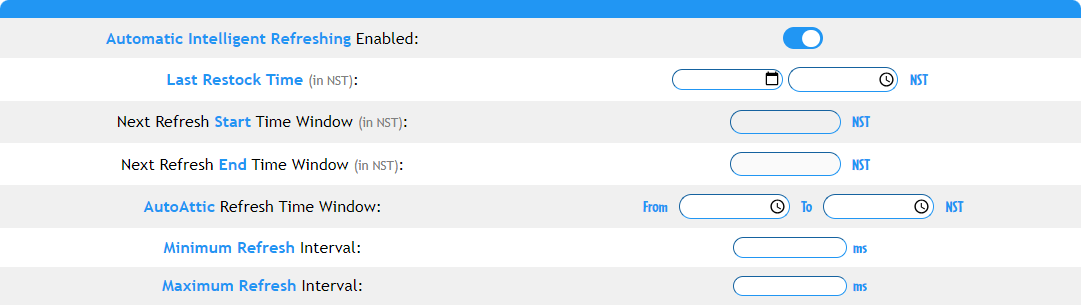 Automatic Intelligent Refreshing Enabled:
Last Restock Time (in NST): NST
Next Refresh Start Time Window (in NST): NST
Next Refresh End Time Window (in NST): NST
AutoAttic Refresh Time Window: From To NST
Minimum Refresh Interval: ms
Maximum Refresh Interval: ms